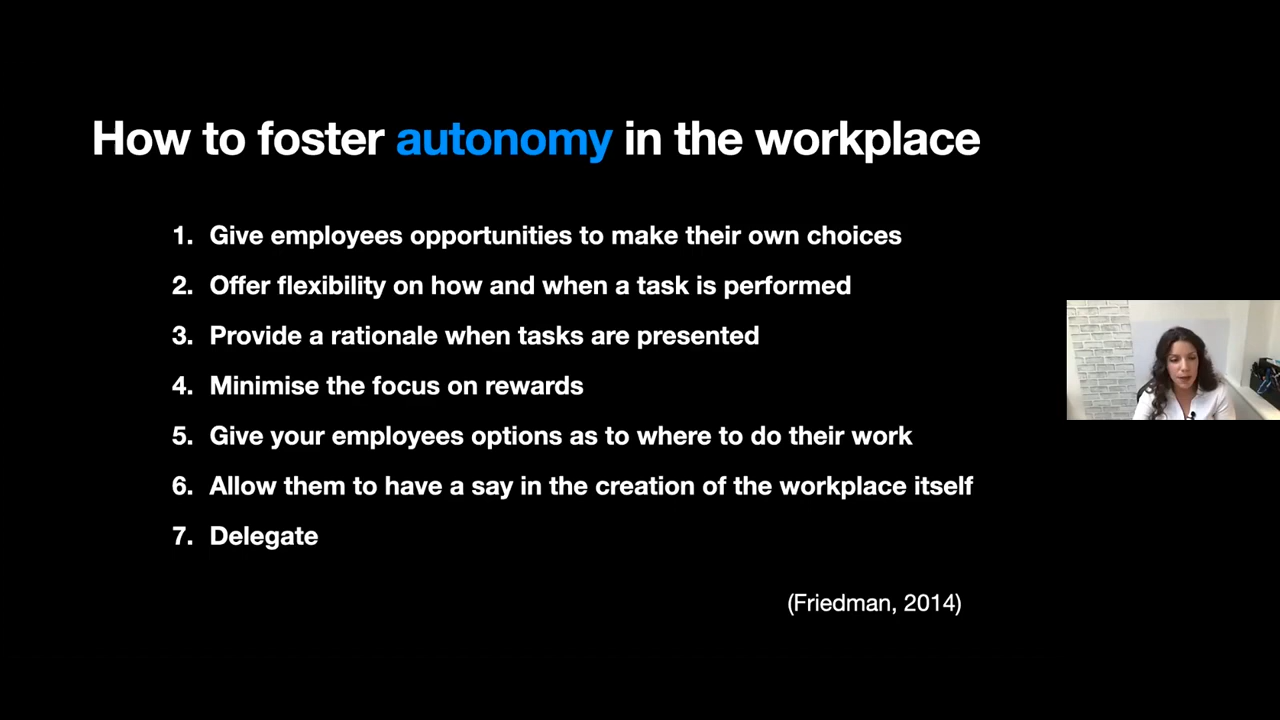 How to foster autonomy in the workplace
1. Give employees opportunities to make their own choices
2. Offer flexibility on how and when a task is performed
3. Provide a rationale when tasks are presented
4. Minimise the focus on rewards
5. Give your employees options as to where to do their work
6. Allow them to have a say in the creation of the workplace itself
7. Delegate
(Friedman, 2014)